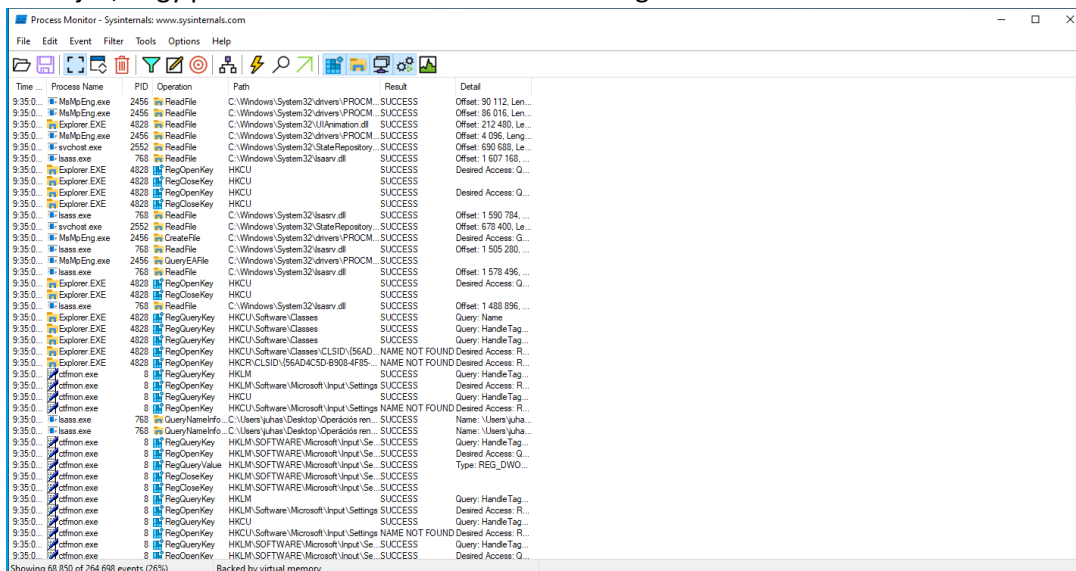 Process Monitor - Sysinternals: www.sysinternals.com
File Edit Event Filter Tools Options Help
Time ... Process Name PID Operation Path Result Detail
9:35:0... MsMpEng.exe 2456 ReadFile C:\Windows\System32\drivers\PROCM... SUCCESS Offset: 90 112, Len...
9:35:0... MsMpEng.exe 2456 ReadFile C:\Windows\System32\drivers\PROCM... SUCCESS Offset: 86 016, Len...
9:35:0... Explorer.EXE 4828 ReadFile C:\Windows\System32\UIAnimation.dll SUCCESS Offset: 212 480, Le...
9:35:0... MsMpEng.exe 2456 ReadFile C:\Windows\System32\drivers\PROCM... SUCCESS Offset: 4 096, Leng...
9:35:0... svchost.exe 2552 ReadFile C:\Windows\System32\StateRepository... SUCCESS Offset: 690 688, Le...
9:35:0... lsass.exe 768 ReadFile C:\Windows\System32\lsasrv.dll SUCCESS Offset: 1 607 168, ...
9:35:0... Explorer.EXE 4828 RegOpenKey HKCU SUCCESS Desired Access: Q...
9:35:0... Explorer.EXE 4828 RegCloseKey HKCU SUCCESS
9:35:0... Explorer.EXE 4828 RegOpenKey HKCU SUCCESS Desired Access: Q...
9:35:0... Explorer.EXE 4828 RegCloseKey HKCU SUCCESS
9:35:0... lsass.exe 768 ReadFile C:\Windows\System32\lsasrv.dll SUCCESS Offset: 1 590 784, ...
9:35:0... svchost.exe 2552 ReadFile C:\Windows\System32\StateRepository... SUCCESS Offset: 678 400, Le...
9:35:0... MsMpEng.exe 2456 CreateFile C:\Windows\System32\drivers\PROCM... SUCCESS Desired Access: G...
9:35:0... lsass.exe 768 ReadFile C:\Windows\System32\lsasrv.dll SUCCESS Offset: 1 505 280, ...
9:35:0... MsMpEng.exe 2456 QueryEAFile C:\Windows\System32\drivers\PROCM... SUCCESS
9:35:0... lsass.exe 768 ReadFile C:\Windows\System32\lsasrv.dll SUCCESS Offset: 1 578 496, ...
9:35:0... Explorer.EXE 4828 RegOpenKey HKCU SUCCESS Desired Access: Q...
9:35:0... Explorer.EXE 4828 RegCloseKey HKCU SUCCESS
9:35:0... lsass.exe 768 ReadFile C:\Windows\System32\lsasrv.dll SUCCESS Offset: 1 488 896, ...
9:35:0... Explorer.EXE 4828 RegQueryKey HKCU\Software\Classes SUCCESS Query: Name
9:35:0... Explorer.EXE 4828 RegQueryKey HKCU\Software\Classes SUCCESS Query: HandleTag...
9:35:0... Explorer.EXE 4828 RegQueryKey HKCU\Software\Classes SUCCESS Query: HandleTag...
9:35:0... Explorer.EXE 4828 RegOpenKey HKCU\Software\Classes\CLSID\{56AD... NAME NOT FOUND Desired Access: R...
9:35:0... Explorer.EXE 4828 RegOpenKey HKCR\CLSID\{56AD4C5D-B908-4F85-... NAME NOT FOUND Desired Access: R...
9:35:0... ctfmon.exe 8 RegQueryKey HKLM SUCCESS Query: HandleTag...
9:35:0... ctfmon.exe 8 RegOpenKey HKLM\Software\Microsoft\Input\Settings SUCCESS Desired Access: R...
9:35:0... ctfmon.exe 8 RegQueryKey HKCU SUCCESS Query: HandleTag...
9:35:0... ctfmon.exe 8 RegOpenKey HKCU\Software\Microsoft\Input\Settings NAME NOT FOUND Desired Access: R...
9:35:0... lsass.exe 768 QueryNameInfo... C:\Users\juhas\Desktop\Operációs ren... SUCCESS Name: \Users\juha...
9:35:0... lsass.exe 768 QueryNameInfo... C:\Users\juhas\Desktop\Operációs ren... SUCCESS Name: \Users\juha...
9:35:0... ctfmon.exe 8 RegQueryKey HKLM\SOFTWARE\Microsoft\Input\Se... SUCCESS Query: HandleTag...
9:35:0... ctfmon.exe 8 RegOpenKey HKLM\SOFTWARE\Microsoft\Input\Se... SUCCESS Desired Access: Q...
9:35:0... ctfmon.exe 8 RegQueryValue HKLM\SOFTWARE\Microsoft\Input\Se... SUCCESS Type: REG_DWO...
9:35:0... ctfmon.exe 8 RegCloseKey HKLM\SOFTWARE\Microsoft\Input\Se... SUCCESS
9:35:0... ctfmon.exe 8 RegCloseKey HKLM\SOFTWARE\Microsoft\Input\Se... SUCCESS
9:35:0... ctfmon.exe 8 RegQueryKey HKLM SUCCESS Query: HandleTag...
9:35:0... ctfmon.exe 8 RegOpenKey HKLM\Software\Microsoft\Input\Settings SUCCESS Desired Access: R...
9:35:0... ctfmon.exe 8 RegQueryKey HKCU SUCCESS Query: HandleTag...
9:35:0... ctfmon.exe 8 RegOpenKey HKCU\Software\Microsoft\Input\Settings NAME NOT FOUND Desired Access: R...
9:35:0... ctfmon.exe 8 RegQueryKey HKLM\SOFTWARE\Microsoft\Input\Se... SUCCESS Query: HandleTag...
9:35:0... ctfmon.exe 8 RegOpenKey HKLM\SOFTWARE\Microsoft\Input\Se... SUCCESS Desired Access: Q...
Showing 68 850 of 264 698 events (26%) Backed by virtual memory